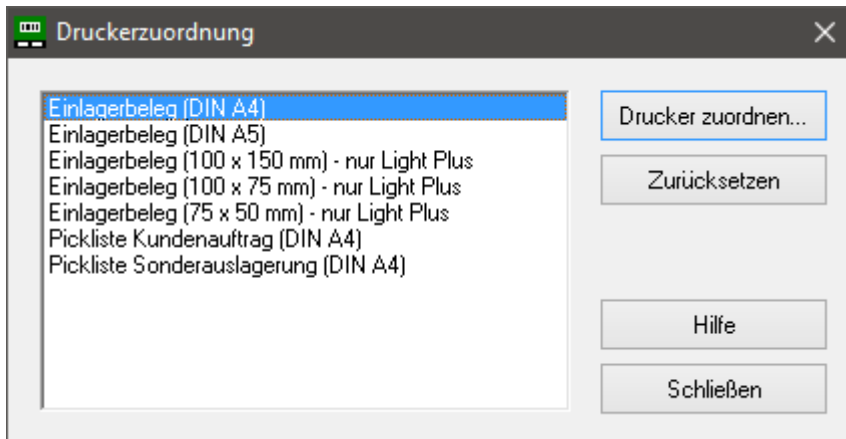 Druckerzuordnung
Einlagerbeleg (DIN A4)
Einlagerbeleg (DIN A5)
Einlagerbeleg (100 x 150 mm) - nur Light Plus
Einlagerbeleg (100 x 75 mm) - nur Light Plus
Einlagerbeleg (75 x 50 mm) - nur Light Plus
Pickliste Kundenauftrag (DIN A4)
Pickliste Sonderauslagerung (DIN A4)
Drucker zuordnen...
Zurücksetzen
Hilfe
Schließen